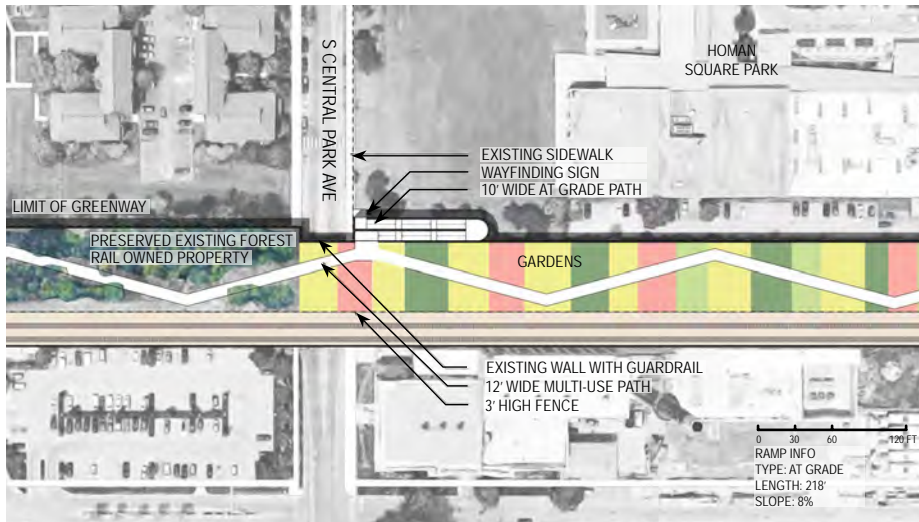 S CENTRAL PARK AVE
HOMAN
SQUARE PARK
EXISTING SIDEWALK
WAYFINDING SIGN
10' WIDE AT GRADE PATH
LIMIT OF GREENWAY
PRESERVED EXISTING FOREST
RAIL OWNED PROPERTY
GARDENS
EXISTING WALL WITH GUARDRAIL
12' WIDE MULTI-USE PATH
3' HIGH FENCE
0 30 60 120 FT
RAMP INFO
TYPE: AT GRADE
LENGTH: 218'
SLOPE: 8%